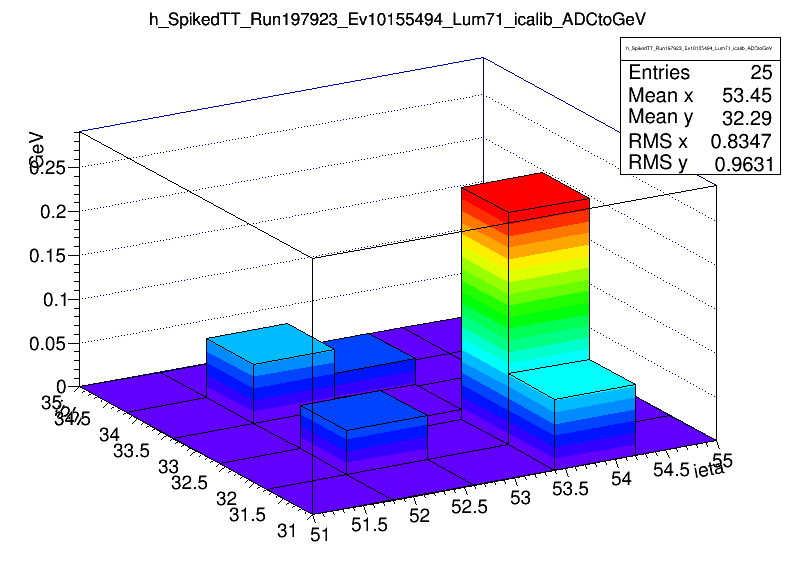 h_SpikedTT_Run197923_Ev10155494_Lum71_icalib_ADCtoGeV
h_SpikedTT_Run197923_Ev10155494_Lum71_icalib_ADCtoGeV
Entries 25
Mean x 53.45
Mean y 32.29
RMS x 0.8347
RMS y 0.9631
GeV
0.25
0.2
0.15
0.1
0.05
0
35
34.5
34
33.5
33
32.5
32
31.5
31
51
51.5
52
52.5
53
53.5
54
54.5
55
ieta